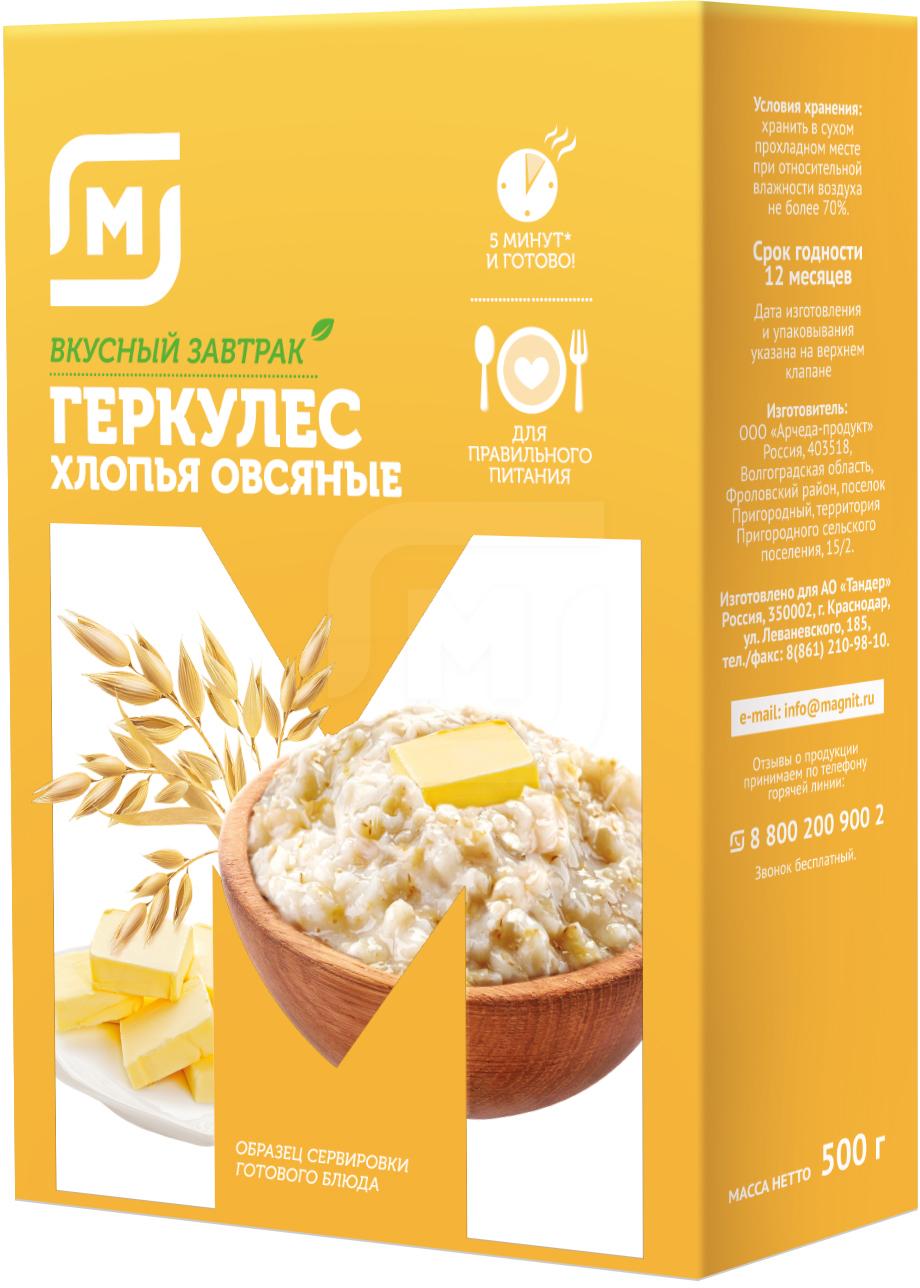 М
ВКУСНЫЙ ЗАВТРАК
ГЕРКУЛЕС
ХЛОПЬЯ ОВСЯНЫЕ
5 МИНУТ*
И ГОТОВО!
ДЛЯ
ПРАВИЛЬНОГО
ПИТАНИЯ
М
ОБРАЗЕЦ СЕРВИРОВКИ
ГОТОВОГО БЛЮДА
Условия хранения:
хранить в сухом
прохладном месте
при относительной
влажности воздуха
не более 70%.
Срок годности
12 месяцев
Дата изготовления
и упаковывания
указана на верхнем
клапане
Изготовитель:
ООО «Арчеда-продукт»
Россия, 403518,
Волгоградская область,
Фроловский район, поселок
Пригородный, территория
Пригородного сельского
поселения, 15/2.
Изготовлено для АО «Тандер»
Россия, 350002, г. Краснодар,
ул. Леваневского, 185,
тел./факс: 8(861) 210-98-10.
e-mail: info@magnit.ru
Отзывы о продукции
принимаем по телефону
горячей линии:
8 800 200 900 2
Звонок бесплатный.
МАССА НЕТТО 500 г